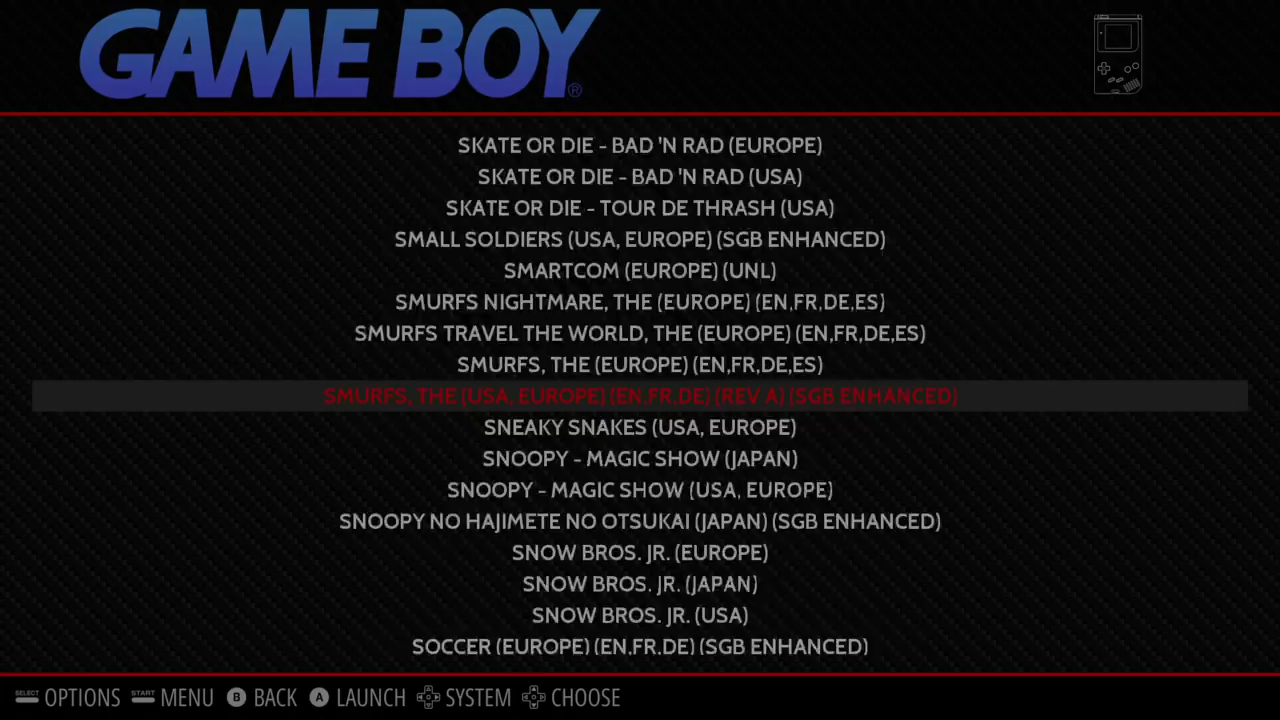 GAME BOY®
SKATE OR DIE - BAD 'N RAD (EUROPE)
SKATE OR DIE - BAD 'N RAD (USA)
SKATE OR DIE - TOUR DE THRASH (USA)
SMALL SOLDIERS (USA, EUROPE) (SGB ENHANCED)
SMARTCOM (EUROPE) (UNL)
SMURFS NIGHTMARE, THE (EUROPE) (EN,FR,DE,ES)
SMURFS TRAVEL THE WORLD, THE (EUROPE) (EN,FR,DE,ES)
SMURFS, THE (EUROPE) (EN,FR,DE,ES)
SMURFS, THE (USA, EUROPE) (EN,FR,DE) (REV A) (SGB ENHANCED)
SNEAKY SNAKES (USA, EUROPE)
SNOOPY - MAGIC SHOW (JAPAN)
SNOOPY - MAGIC SHOW (USA, EUROPE)
SNOOPY NO HAJIMETE NO OTSUKAI (JAPAN) (SGB ENHANCED)
SNOW BROS. JR. (EUROPE)
SNOW BROS. JR. (JAPAN)
SNOW BROS. JR. (USA)
SOCCER (EUROPE) (EN,FR,DE) (SGB ENHANCED)
SELECT OPTIONS START MENU B BACK A LAUNCH SYSTEM CHOOSE